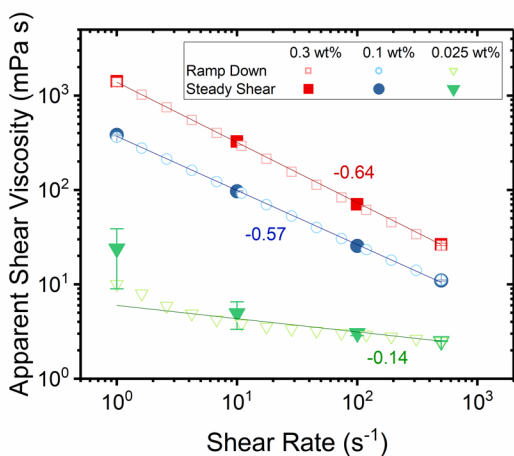 Apparent Shear Viscosity (mPa s)
10³
10²
10¹
10⁰
0.3 wt% 0.1 wt% 0.025 wt%
Ramp Down
Steady Shear
-0.64
-0.57
-0.14
10⁰ 10¹ 10² 10³
Shear Rate (s⁻¹)